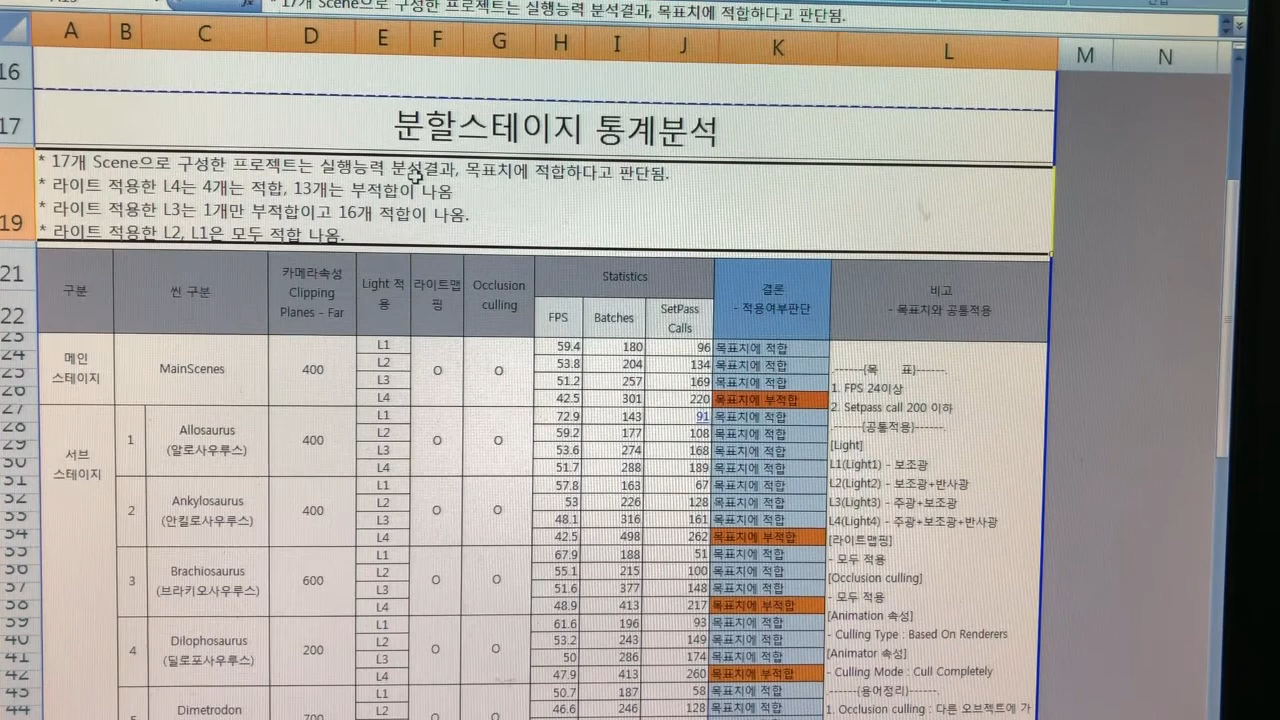 * 17개 Scene으로 구성한 프로젝트는 실행능력 분석결과, 목표치에 적합하다고 판단됨.
A B C D E F G H I J K L M N
16
17 분할스테이지 통계분석
* 17개 Scene으로 구성한 프로젝트는 실행능력 분석결과, 목표치에 적합하다고 판단됨.
* 라이트 적용한 L4는 4개는 적합, 13개는 부적합이 나옴
* 라이트 적용한 L3는 1개만 부적합이고 16개 적합이 나옴.
19
* 라이트 적용한 L2, L1은 모두 적합 나옴.
21
22
구분
씬 구분
카메라속성
Clipping
Planes - Far
Light 적
용
라이트맵
핑
Occlusion
culling
Statistics
FPS Batches SetPass
Calls
결론
- 적용여부판단
비고
- 목표치와 공통적용
메인
스테이지
MainScenes 400 O O
L1 59.4 180 96 목표치에 적합
L2 53.8 204 134 목표치에 적합
L3 51.2 257 169 목표치에 적합
L4 42.5 301 220 목표치에 부적합
서브
스테이지
1 Allosaurus
(알로사우루스)
400 O O
L1 72.9 143 91 목표치에 적합
L2 59.2 177 108 목표치에 적합
L3 53.6 274 168 목표치에 적합
L4 51.7 288 189 목표치에 적합
2 Ankylosaurus
(안킬로사우루스)
400 O O
L1 57.8 163 67 목표치에 적합
L2 53 226 128 목표치에 적합
L3 48.1 316 161 목표치에 적합
L4 42.5 498 262 목표치에 부적합
3 Brachiosaurus
(브라키오사우루스)
600 O O
L1 67.9 188 51 목표치에 적합
L2 55.1 215 100 목표치에 적합
L3 51.6 377 148 목표치에 적합
L4 48.9 413 217 목표치에 부적합
4 Dilophosaurus
(딜로포사우루스)
200 O O
L1 61.6 196 93 목표치에 적합
L2 53.2 243 149 목표치에 적합
L3 50 286 174 목표치에 적합
L4 47.9 413 260 목표치에 부적합
Dimetrodon
L1 50.7 187 58 목표치에 적합
L2 46.6 246 128 목표치에 적합
.------(목 표)------.
1. FPS 24이상
2. Setpass call 200 이하
.------(공통적용)------.
[Light]
L1(Light1) - 보조광
L2(Light2) - 보조광+반사광
L3(Light3) - 주광+보조광
L4(Light4) - 주광+보조광+반사광
[라이트맵핑]
- 모두 적용
[Occlusion culling]
- 모두 적용
[Animation 속성]
- Culling Type : Based On Renderers
[Animator 속성]
- Culling Mode : Cull Completely
.------(용어정리)------.
1. Occlusion culling : 다른 오브젝트에 가